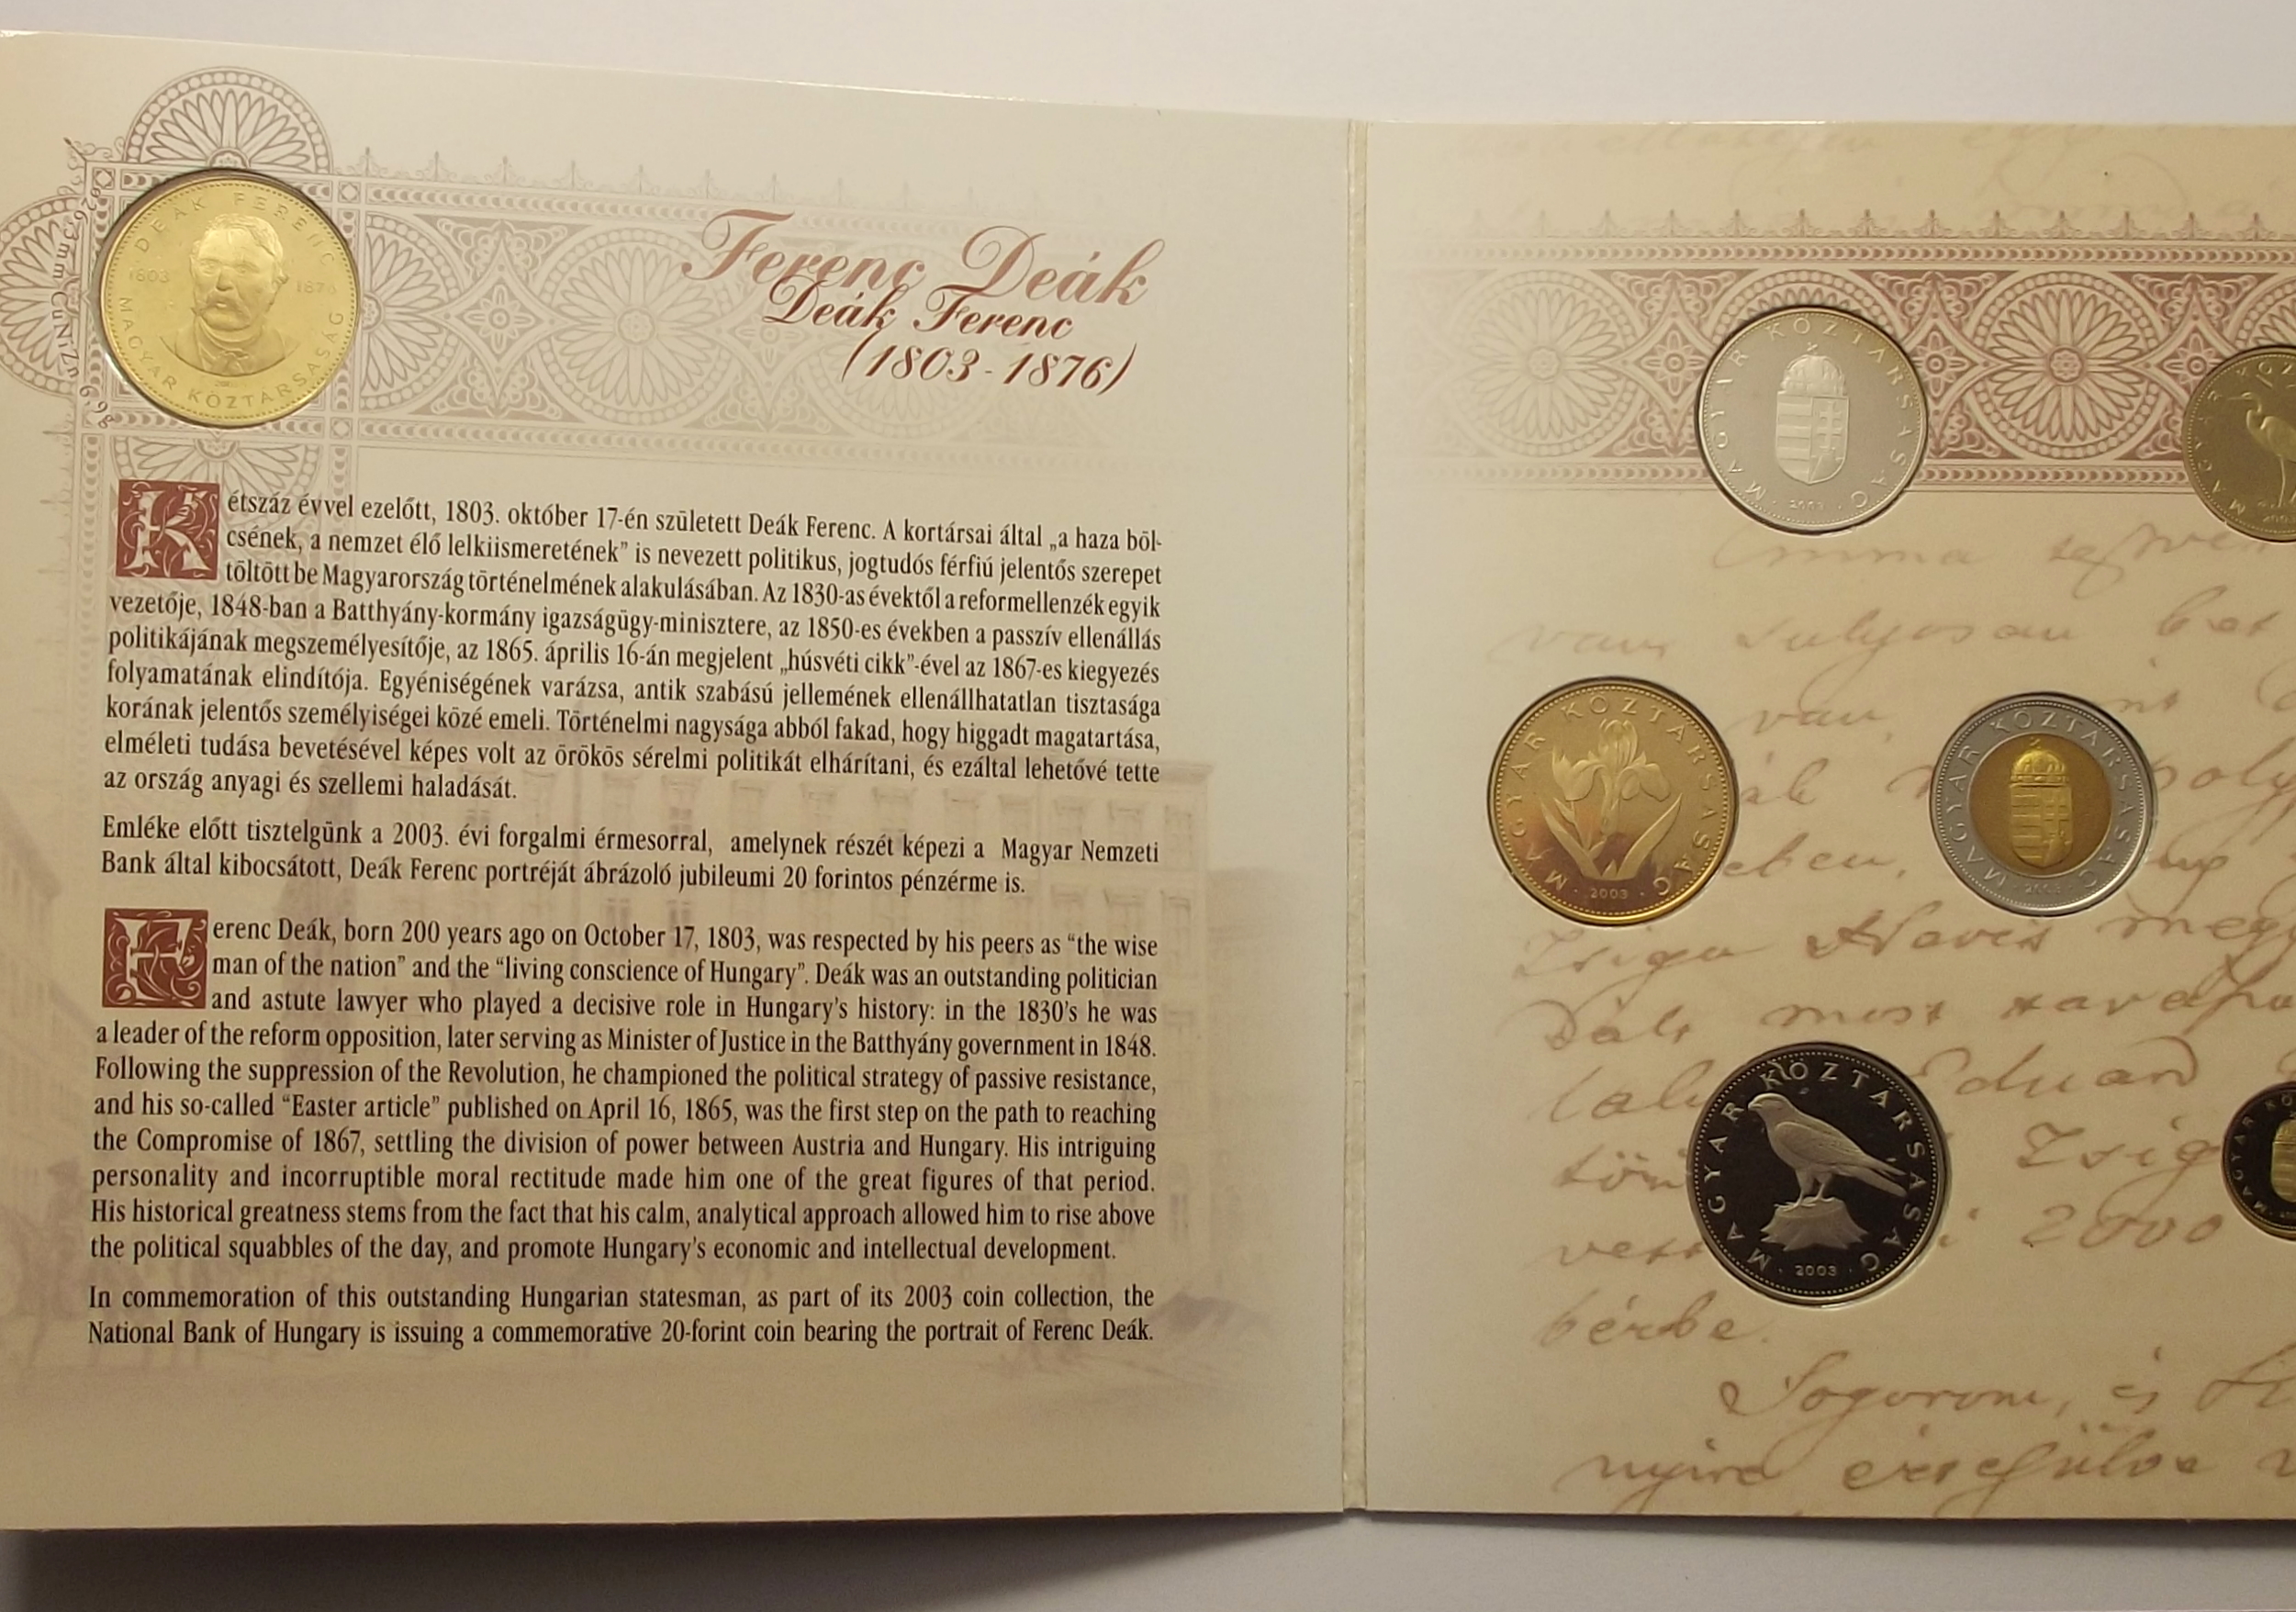 DEÁK FERENC
1803
1876
MAGYAR KÖZTÁRSASÁG
26,3mm CuNiZn 6,9g
Ferenc Deák
Deák Ferenc
(1803-1876)
Kétszáz évvel ezelőtt, 1803. október 17-én született Deák Ferenc. A kortársai által „a haza böl-
csének, a nemzet élő lelkiismeretének” is nevezett politikus, jogtudós férfiú jelentős szerepet
töltött be Magyarország történelmének alakulásában. Az 1830-as évektől a reformellenzék egyik
vezetője, 1848-ban a Batthyány-kormány igazságügy-minisztere, az 1850-es években a passzív ellenállás
politikájának megszemélyesítője, az 1865. április 16-án megjelent „húsvéti cikk”-ével az 1867-es kiegyezés
folyamatának elindítója. Egyéniségének varázsa, antik szabású jellemének ellenállhatatlan tisztasága
korának jelentős személyiségei közé emeli. Történelmi nagysága abból fakad, hogy higgadt magatartása,
elméleti tudása bevetésével képes volt az örökös sérelmi politikát elhárítani, és ezáltal lehetővé tette
az ország anyagi és szellemi haladását.
Emléke előtt tisztelgünk a 2003. évi forgalmi érmesorral, amelynek részét képezi a Magyar Nemzeti
Bank által kibocsátott, Deák Ferenc portréját ábrázoló jubileumi 20 forintos pénzérme is.
Ferenc Deák, born 200 years ago on October 17, 1803, was respected by his peers as “the wise
man of the nation” and the “living conscience of Hungary”. Deák was an outstanding politician
and astute lawyer who played a decisive role in Hungary’s history: in the 1830’s he was
a leader of the reform opposition, later serving as Minister of Justice in the Batthyány government in 1848.
Following the suppression of the Revolution, he championed the political strategy of passive resistance,
and his so-called “Easter article” published on April 16, 1865, was the first step on the path to reaching
the Compromise of 1867, settling the division of power between Austria and Hungary. His intriguing
personality and incorruptible moral rectitude made him one of the great figures of that period.
His historical greatness stems from the fact that his calm, analytical approach allowed him to rise above
the political squabbles of the day, and promote Hungary’s economic and intellectual development.
In commemoration of this outstanding Hungarian statesman, as part of its 2003 coin collection, the
National Bank of Hungary is issuing a commemorative 20-forint coin bearing the portrait of Ferenc Deák.
MAGYAR KÖZTÁRSASÁG
· 2003 ·
MAGYAR KÖZ
MAGYAR KÖZTÁRSASÁG
· 2003 ·
MAGYAR KÖZTÁRSASÁG
· 2003 ·
MAGYAR KÖZTÁRSASÁG
· 2003 ·
MAGYAR KÖ
van
van,
most
2000
bérbe.
Sogorom, és